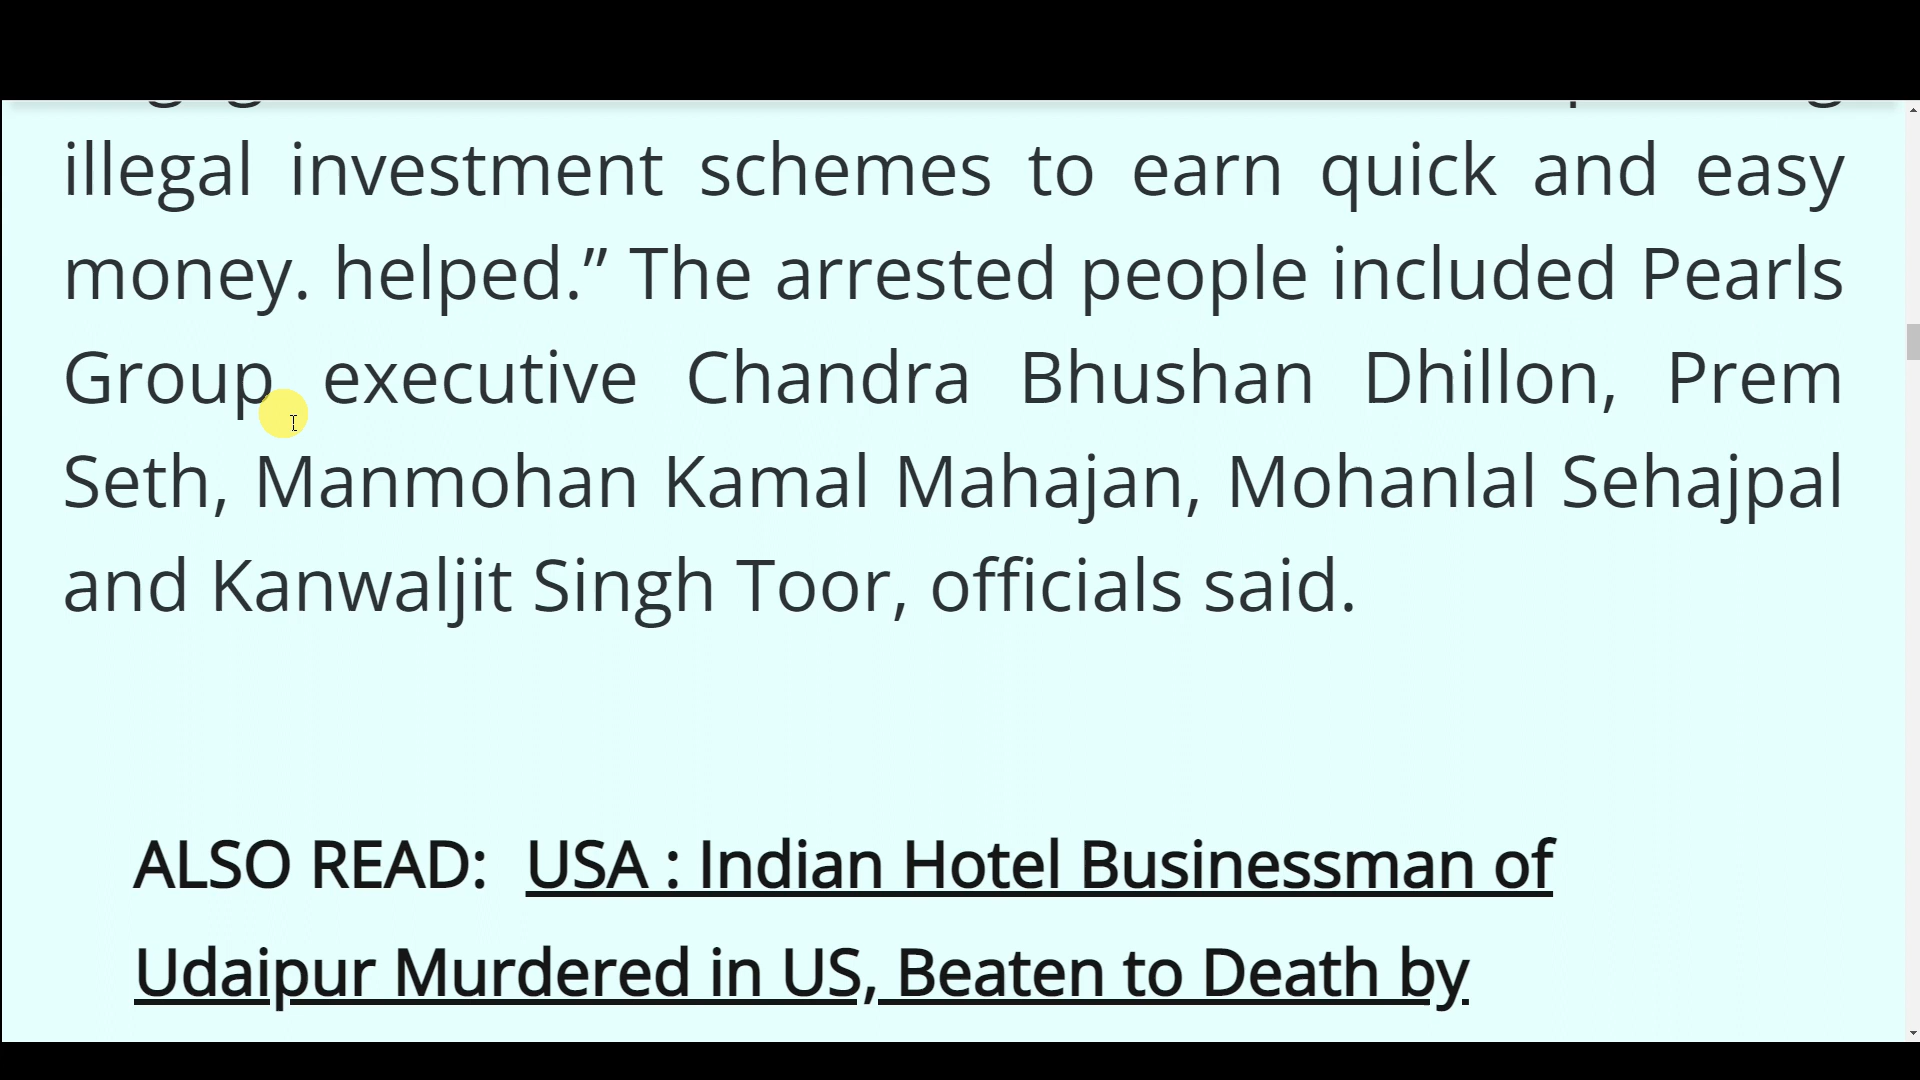 illegal investment schemes to earn quick and easy
money. helped.” The arrested people included Pearls
Group executive Chandra Bhushan Dhillon, Prem
Seth, Manmohan Kamal Mahajan, Mohanlal Sehajpal
and Kanwaljit Singh Toor, officials said.
ALSO READ: USA : Indian Hotel Businessman of
Udaipur Murdered in US, Beaten to Death by